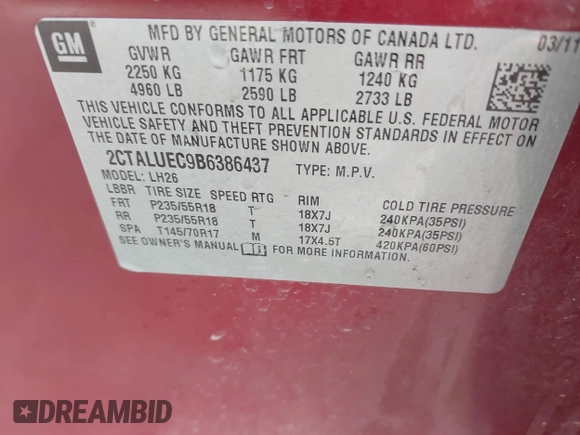 GM
MFD BY GENERAL MOTORS OF CANADA LTD. 03/11
GVWR GAWR FRT GAWR RR
2250 KG 1175 KG 1240 KG
4960 LB 2590 LB 2733 LB
THIS VEHICLE CONFORMS TO ALL APPLICABLE U.S. FEDERAL MOTOR
VEHICLE SAFETY AND THEFT PREVENTION STANDARDS IN EFFECT ON
THE DATE OF MANUFACTURE SHOWN ABOVE.
2CTALUEC9B6386437 TYPE: M.P.V.
MODEL: LH26
LBBR TIRE SIZE SPEED RTG RIM COLD TIRE PRESSURE
FRT P235/55R18 T 18X7J 240KPA(35PSI)
RR P235/55R18 T 18X7J 240KPA(35PSI)
SPA T145/70R17 M 17X4.5T 420KPA(60PSI)
SEE OWNER'S MANUAL FOR MORE INFORMATION.
DREAMBID